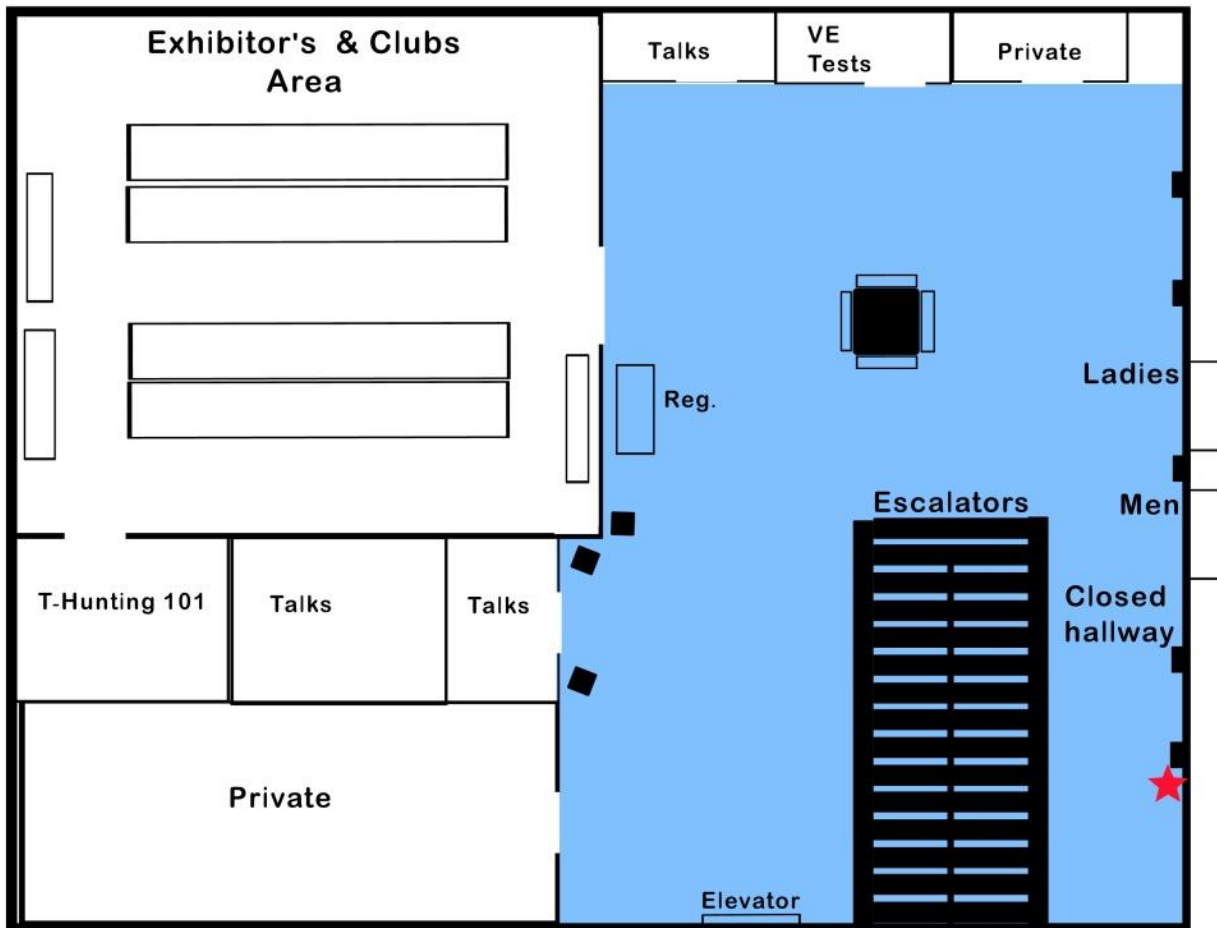 Exhibitor's & Clubs
Area
Talks
VE
Tests
Private
Ladies
Reg.
Escalators
Men
T-Hunting 101
Talks
Talks
Closed
hallway
Private
Elevator